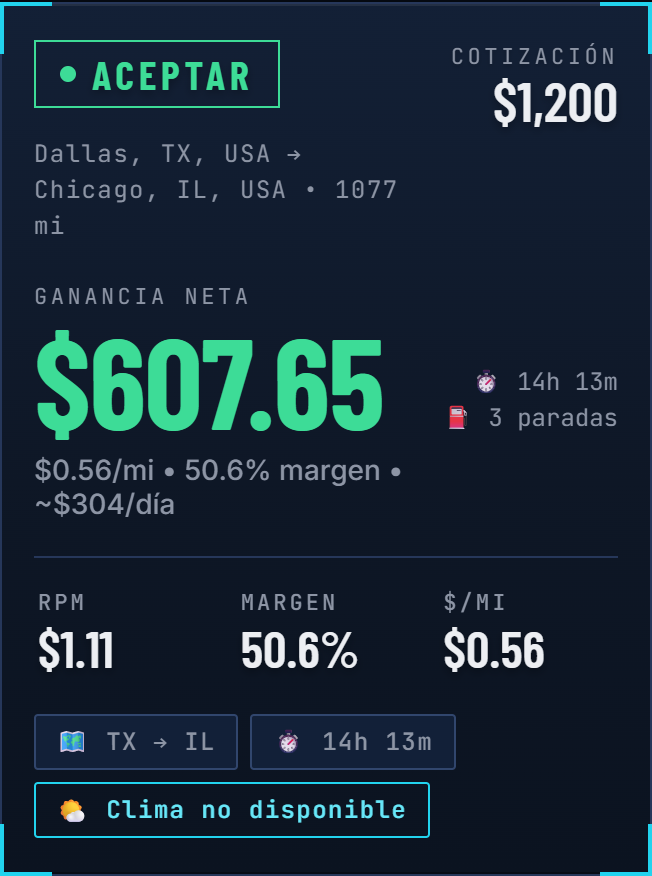 ACEPTAR
COTIZACIÓN
$1,200
Dallas, TX, USA →
Chicago, IL, USA • 1077
mi
GANANCIA NETA
$607.65
14h 13m
3 paradas
$0.56/mi • 50.6% margen •
~$304/día
RPM MARGEN $/MI
$1.11 50.6% $0.56
TX → IL 14h 13m
Clima no disponible